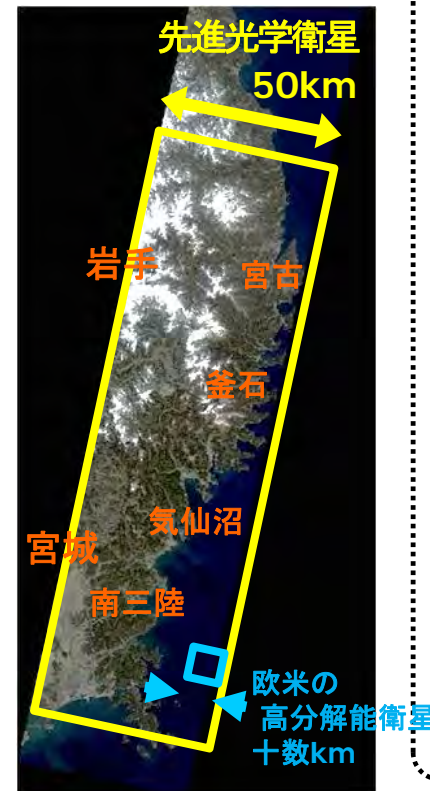 先進光学衛星
50km
岩手
宮古
釜石
気仙沼
宮城
南三陸
欧米の
高分解能衛星
十数km